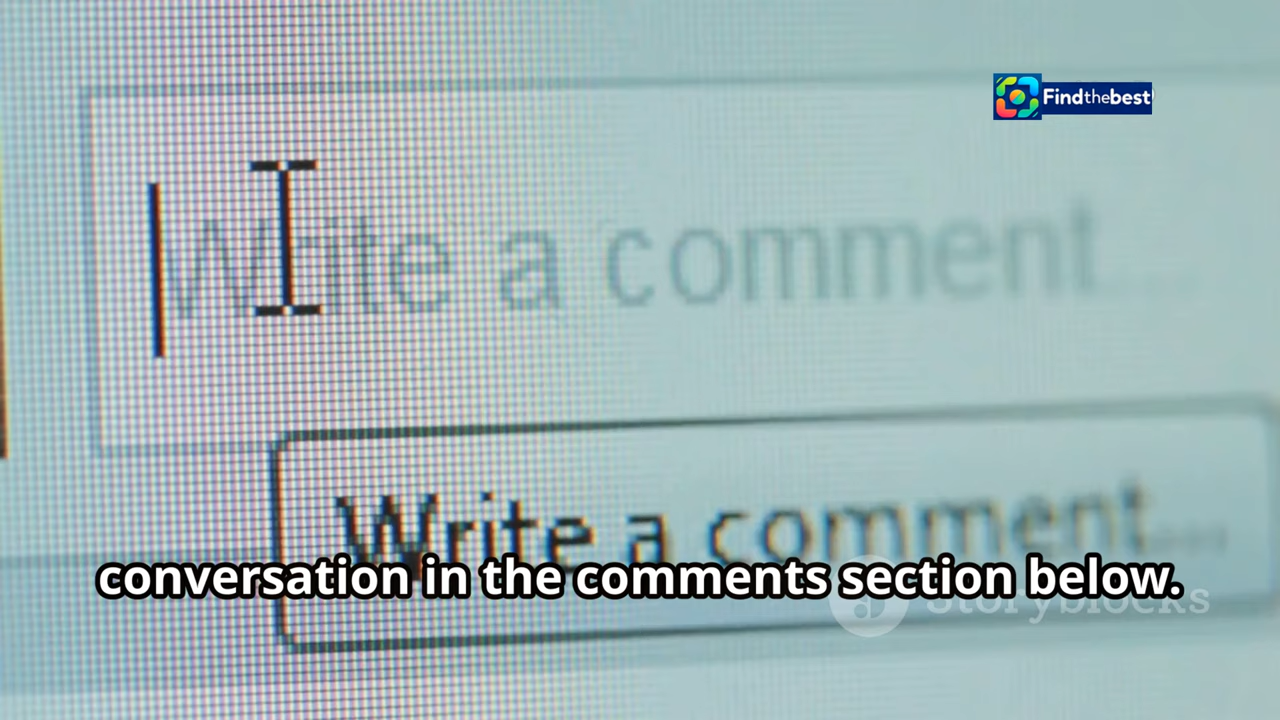 Findthebest
Write a comment...
Write a comment...
conversation in the comments section below.
Storyblocks